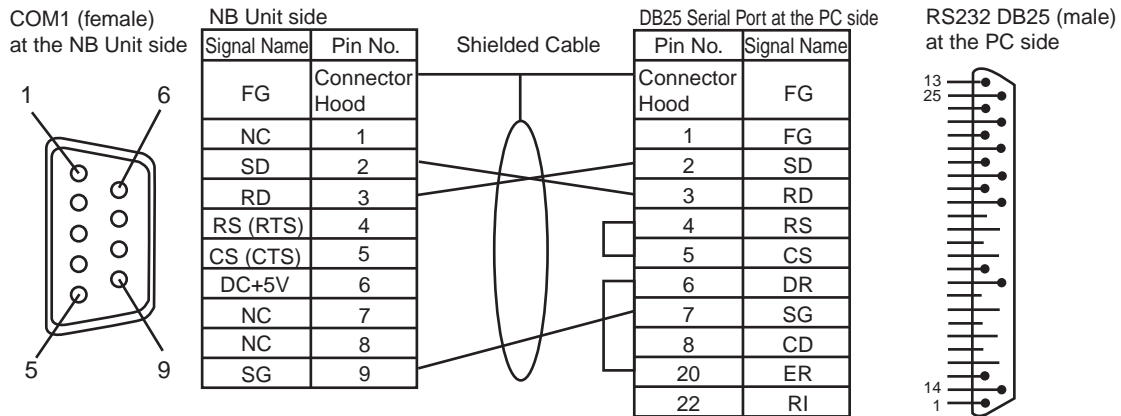 COM1 (female)
at the NB Unit side
1 6
5 9
NB Unit side
Signal Name Pin No.
FG Connector
Hood
NC 1
SD 2
RD 3
RS (RTS) 4
CS (CTS) 5
DC+5V 6
NC 7
NC 8
SG 9
Shielded Cable
DB25 Serial Port at the PC side
Pin No. Signal Name
Connector
Hood FG
1 FG
2 SD
3 RD
4 RS
5 CS
6 DR
7 SG
8 CD
20 ER
22 RI
RS232 DB25 (male)
at the PC side
13
25
14
1